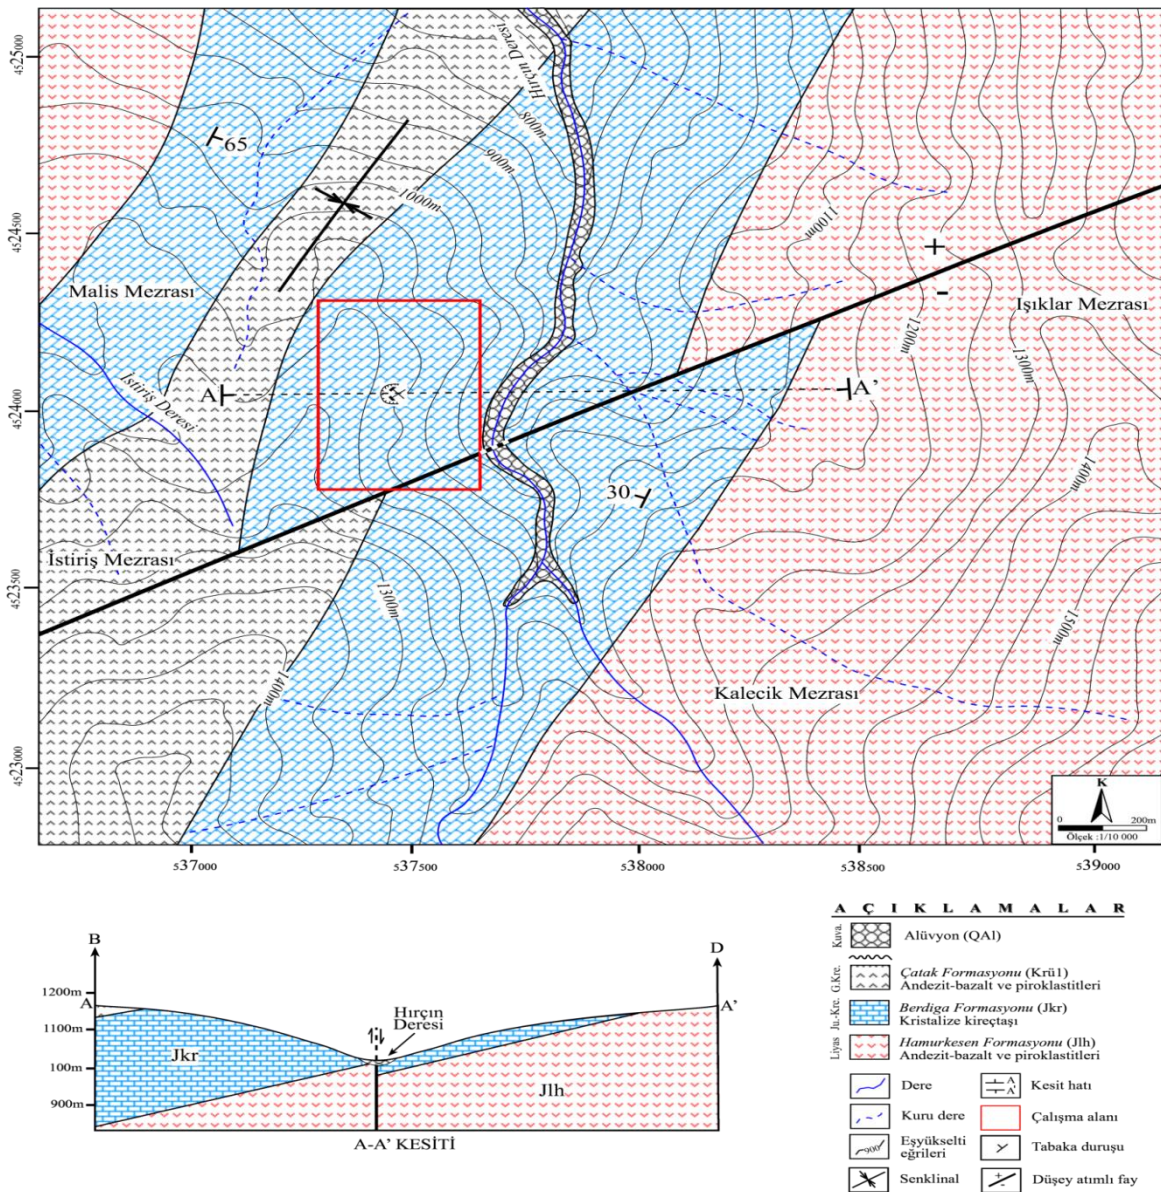 4525000
4524500
4524000
4523500
4523000
Hırçın Deresi
800m
900m
1000m
1100m
1200m
1300m
1400m
1500m
1300m
1400m
65
30
Malis Mezrası
Işıklar Mezrası
A
A'
İstiriş Deresi
İstiriş Mezrası
Kalecik Mezrası
+
-
K
0 200m
Ölçek :1/10 000
537000
537500
538000
538500
539000
B
D
1200m
A
A'
1100m
100m
900m
Hırçın
Deresi
Jkr
Jlh
A-A' KESİTİ
A Ç I K L A M A L A R
Kuva.
Alüvyon (QAl)
G.Kre.
Çatak Formasyonu (Krü1)
Andezit-bazalt ve piroklastitleri
Ju.-Kre.
Berdiga Formasyonu (Jkr)
Kristalize kireçtaşı
Liyas
Hamurkesen Formasyonu (Jlh)
Andezit-bazalt ve piroklastitleri
Dere
A
A'
Kesit hattı
Kuru dere
Çalışma alanı
900
Eşyükselti
eğrileri
Tabaka duruşu
Senklinal
+
-
Düşey atımlı fay